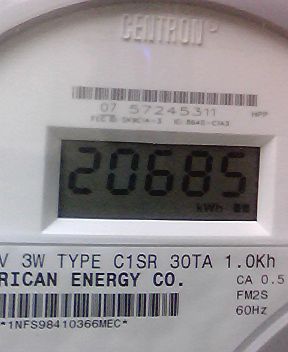 CENTRON
07 57245311 HPP
20685
kWh
V 3W TYPE C1SR 30TA 1.0Kh
RICAN ENERGY CO.
CA 0.5
FM2S
60Hz
*1NFS98410366MEC*